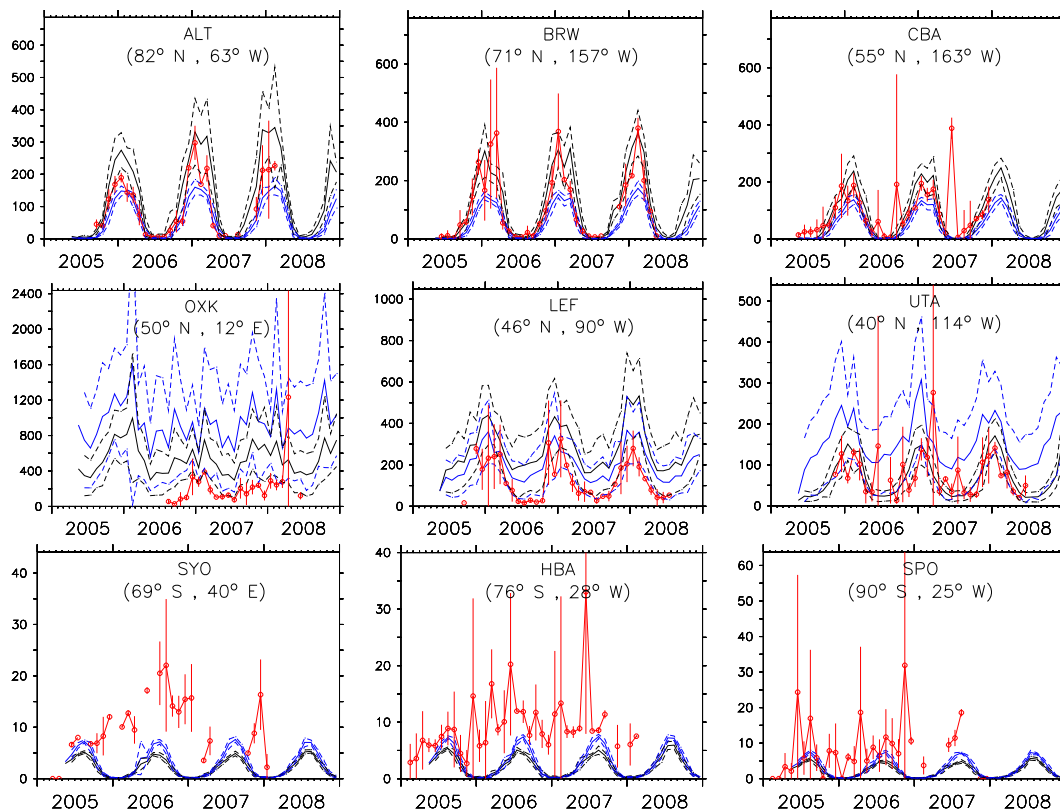 ALT
(82° N , 63° W)
600
500
400
300
200
100
0
2005 2006 2007 2008
BRW
(71° N , 157° W)
600
400
200
0
2005 2006 2007 2008
CBA
(55° N , 163° W)
600
400
200
0
2005 2006 2007 2008
OXK
(50° N , 12° E)
2400
2000
1600
1200
800
400
0
2005 2006 2007 2008
LEF
(46° N , 90° W)
1000
800
600
400
200
0
2005 2006 2007 2008
UTA
(40° N , 114° W)
500
400
300
200
100
0
2005 2006 2007 2008
SYO
(69° S , 40° E)
40
30
20
10
0
2005 2006 2007 2008
HBA
(76° S , 28° W)
40
30
20
10
0
2005 2006 2007 2008
SPO
(90° S , 25° W)
60
50
40
30
20
10
0
2005 2006 2007 2008